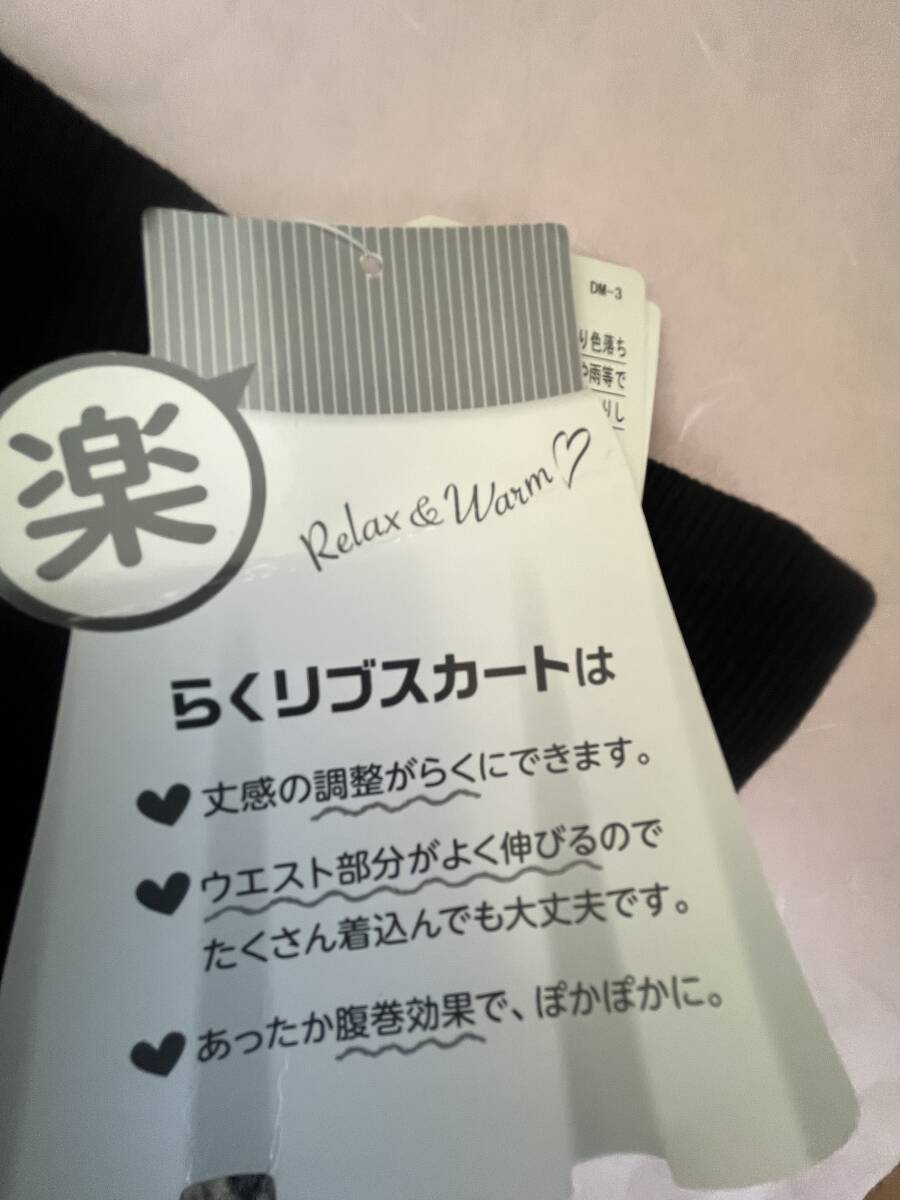 DM-3
り色落ち
や雨等で
りし
楽
Relax & Warm♡
らくリブスカートは
♥丈感の調整がらくにできます。
♥ウエスト部分がよく伸びるので
たくさん着込んでも大丈夫です。
♥あったか腹巻効果で、ぽかぽかに。